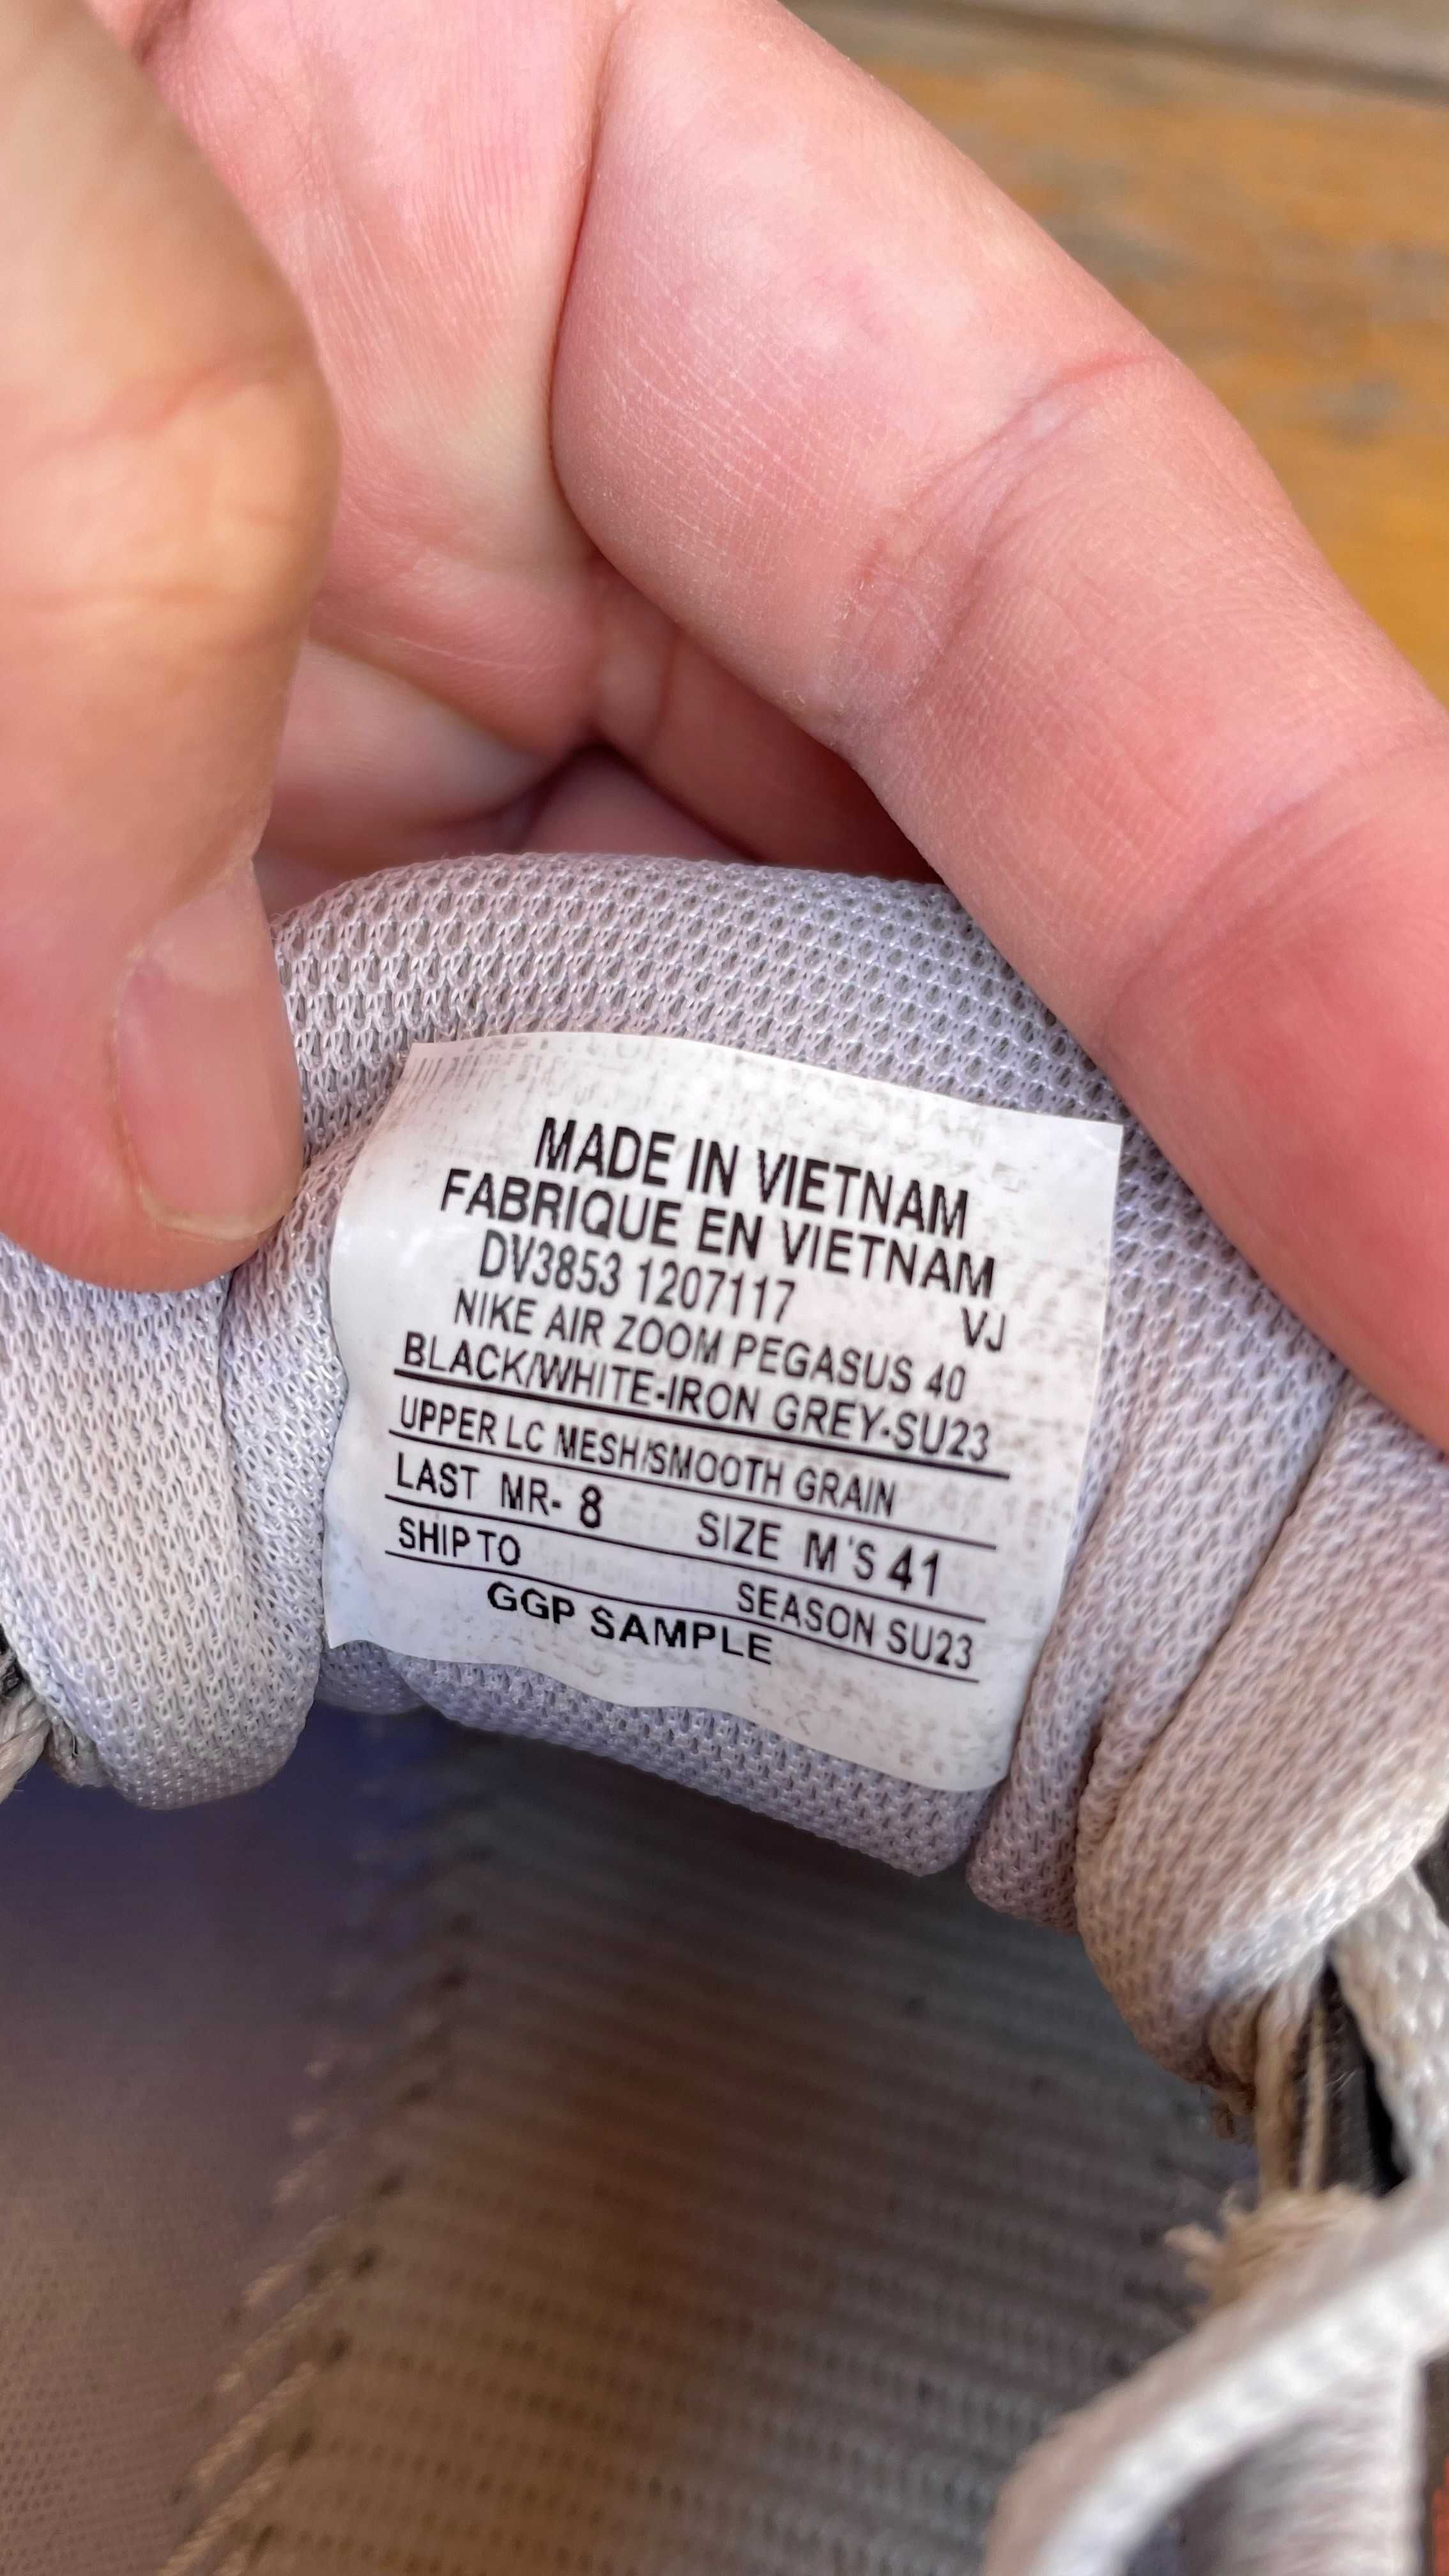 MADE IN VIETNAM
FABRIQUE EN VIETNAM
DV3853 1207117 VJ
NIKE AIR ZOOM PEGASUS 40
BLACK/WHITE-IRON GREY-SU23
UPPER LC MESH/SMOOTH GRAIN
LAST MR- 8 SIZE M'S 41
SHIP TO SEASON SU23
GGP SAMPLE